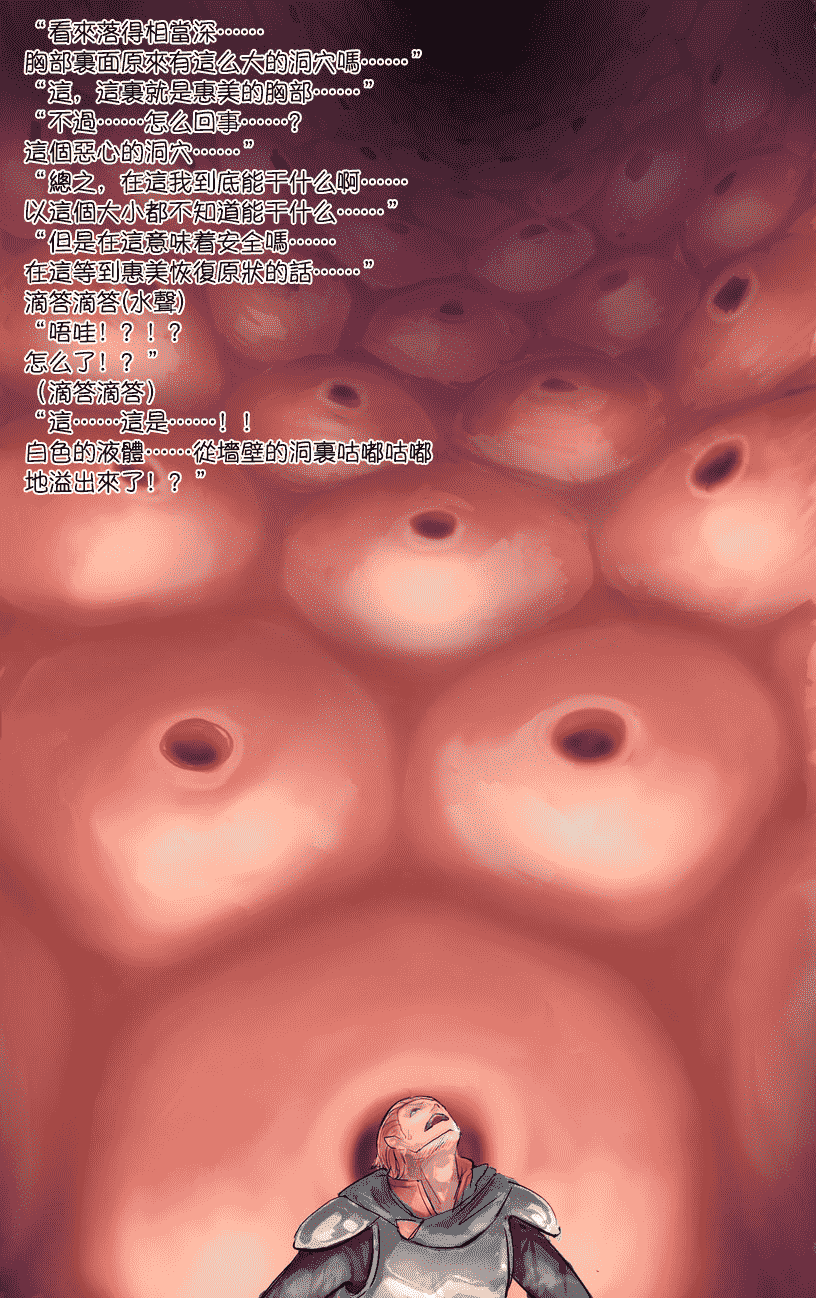 “看來落得相當深……
胸部裏面原來有這么大的洞穴嗎……”
“這，這裏就是惠美的胸部……”
“不過……怎么回事……？
這個惡心的洞穴……”
“總之，在這我到底能干什么啊……
以這個大小都不知道能干什么……”
“但是在這意味着安全嗎……
在這等到惠美恢復原狀的話……”
滴答滴答(水聲)
“唔哇！？！？
怎么了！？”
（滴答滴答）
“這……這是……！！
白色的液體……從墻壁的洞裏咕嘟咕嘟
地溢出來了！？”